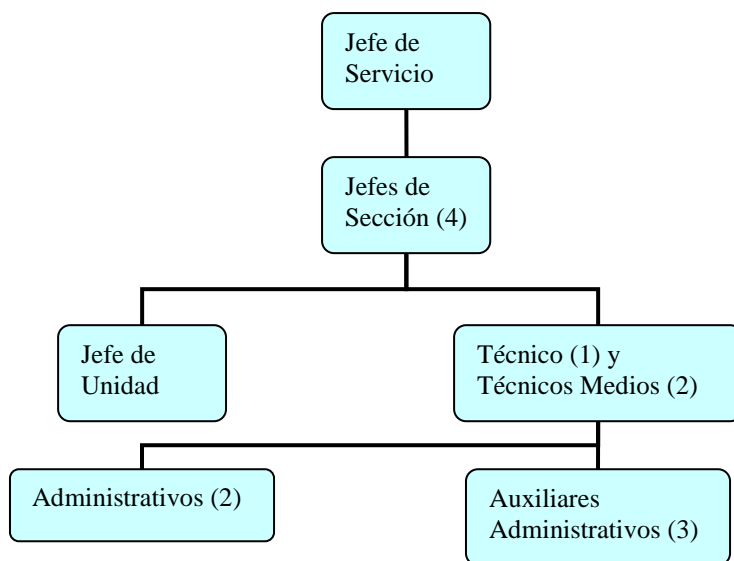 Jefe de
Servicio
Jefes de
Sección (4)
Jefe de
Unidad
Técnico (1) y
Técnicos Medios (2)
Administrativos (2)
Auxiliares
Administrativos (3)